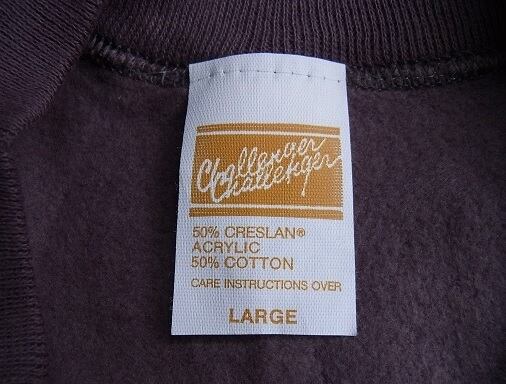 Challenger
Challenger
50% CRESLAN®
ACRYLIC
50% COTTON
CARE INSTRUCTIONS OVER
LARGE